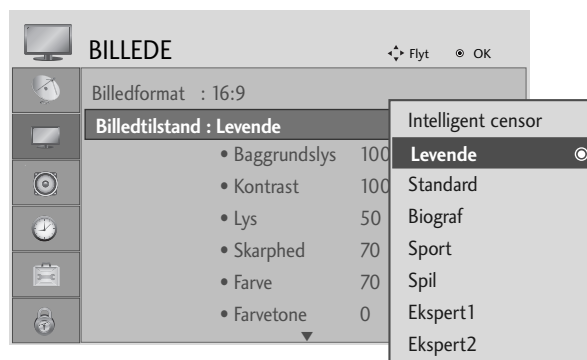 BILLEDE
Flyt OK
Billedformat : 16:9
Billedtilstand : Levende
• Baggrundslys 100
• Kontrast 100
• Lys 50
• Skarphed 70
• Farve 70
• Farvetone 0
Intelligent censor
Levende
Standard
Biograf
Sport
Spil
Ekspert1
Ekspert2